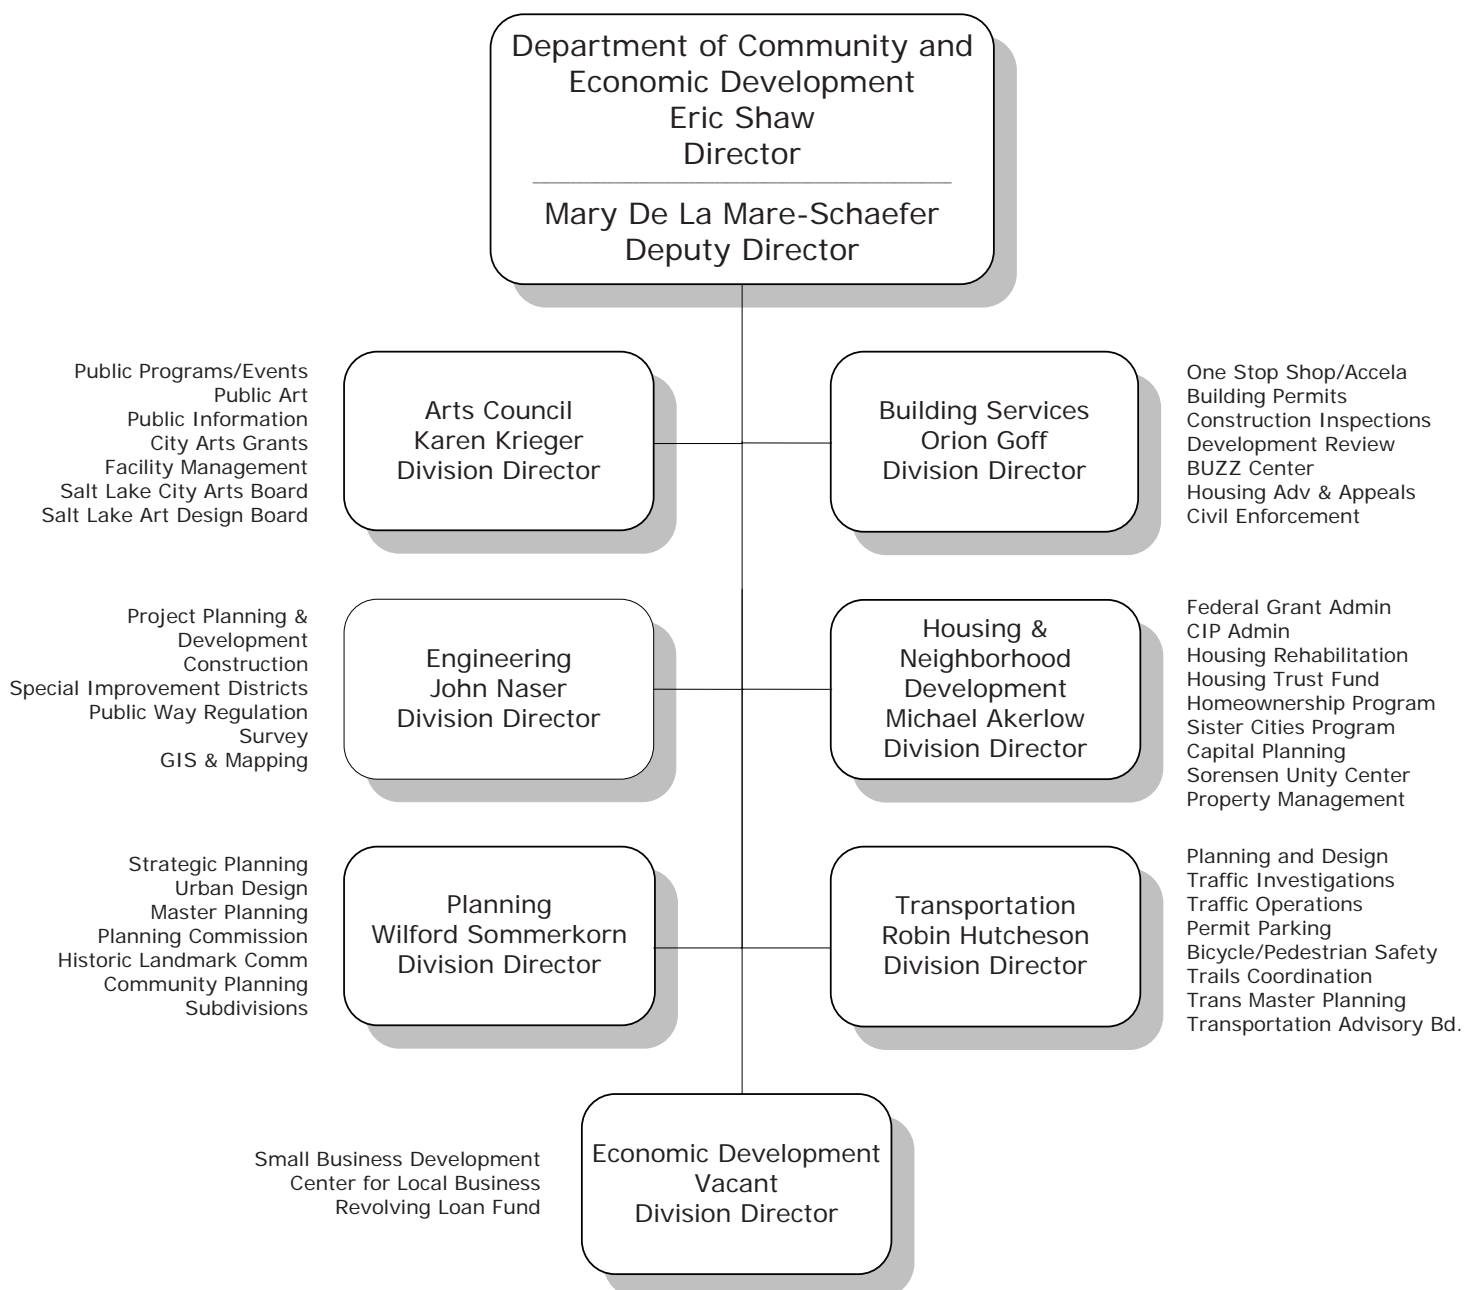 Department of Community and
Economic Development
Eric Shaw
Director
Mary De La Mare-Schaefer
Deputy Director
Public Programs/Events
Public Art
Public Information
City Arts Grants
Facility Management
Salt Lake City Arts Board
Salt Lake Art Design Board
Arts Council
Karen Krieger
Division Director
Building Services
Orion Goff
Division Director
One Stop Shop/Accela
Building Permits
Construction Inspections
Development Review
BUZZ Center
Housing Adv & Appeals
Civil Enforcement
Project Planning &
Development
Construction
Special Improvement Districts
Public Way Regulation
Survey
GIS & Mapping
Engineering
John Naser
Division Director
Housing &
Neighborhood
Development
Michael Akerlow
Division Director
Federal Grant Admin
CIP Admin
Housing Rehabilitation
Housing Trust Fund
Homeownership Program
Sister Cities Program
Capital Planning
Sorensen Unity Center
Property Management
Strategic Planning
Urban Design
Master Planning
Planning Commission
Historic Landmark Comm
Community Planning
Subdivisions
Planning
Wilford Sommerkorn
Division Director
Transportation
Robin Hutcheson
Division Director
Planning and Design
Traffic Investigations
Traffic Operations
Permit Parking
Bicycle/Pedestrian Safety
Trails Coordination
Trans Master Planning
Transportation Advisory Bd.
Small Business Development
Center for Local Business
Revolving Loan Fund
Economic Development
Vacant
Division Director